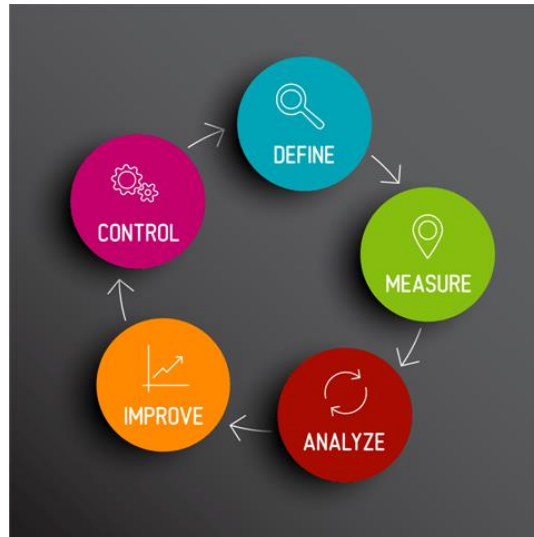 DEFINE
MEASURE
ANALYZE
IMPROVE
CONTROL